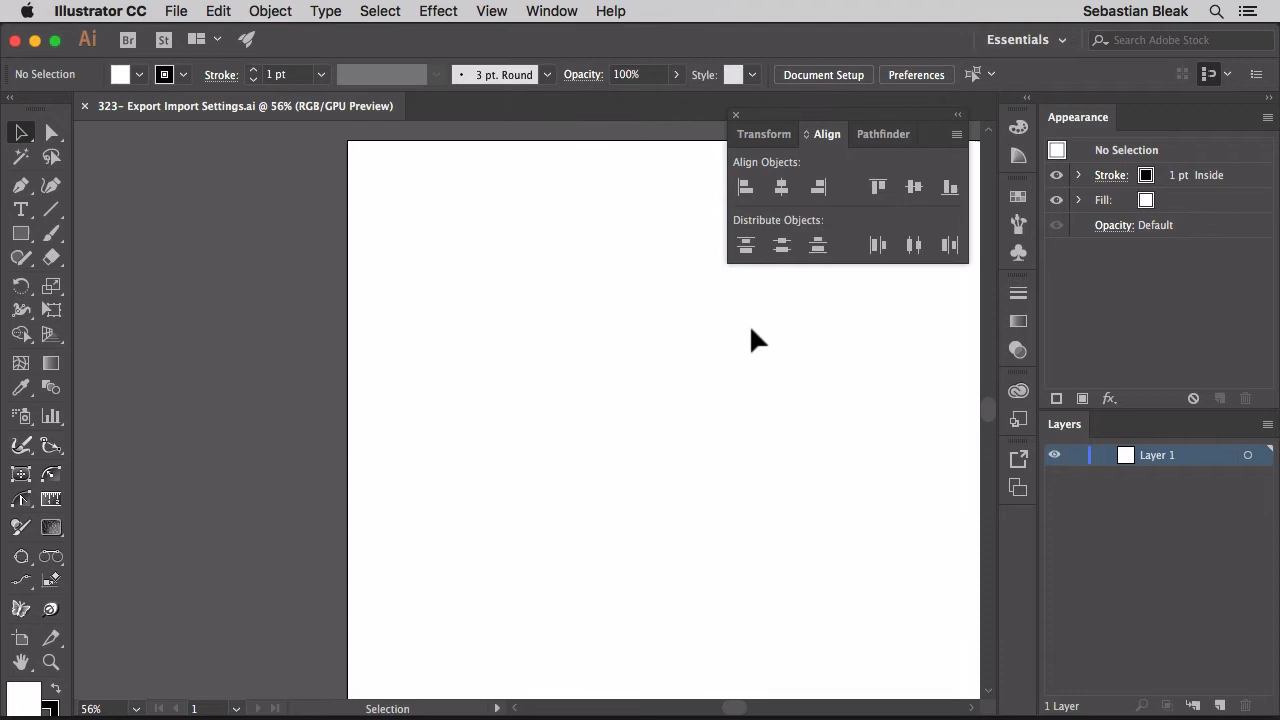 Illustrator CC File Edit Object Type Select Effect View Window Help Sebastian Bleak
Ai Br St Essentials Search Adobe Stock
No Selection Stroke: 1 pt 3 pt. Round Opacity: 100% Style: Document Setup Preferences
323- Export Import Settings.ai @ 56% (RGB/GPU Preview)
Transform Align Pathfinder
Align Objects:
Distribute Objects:
Appearance
No Selection
Stroke: 1 pt Inside
Fill:
Opacity: Default
fx.
Layers
Layer 1
1 Layer
56% 1 Selection